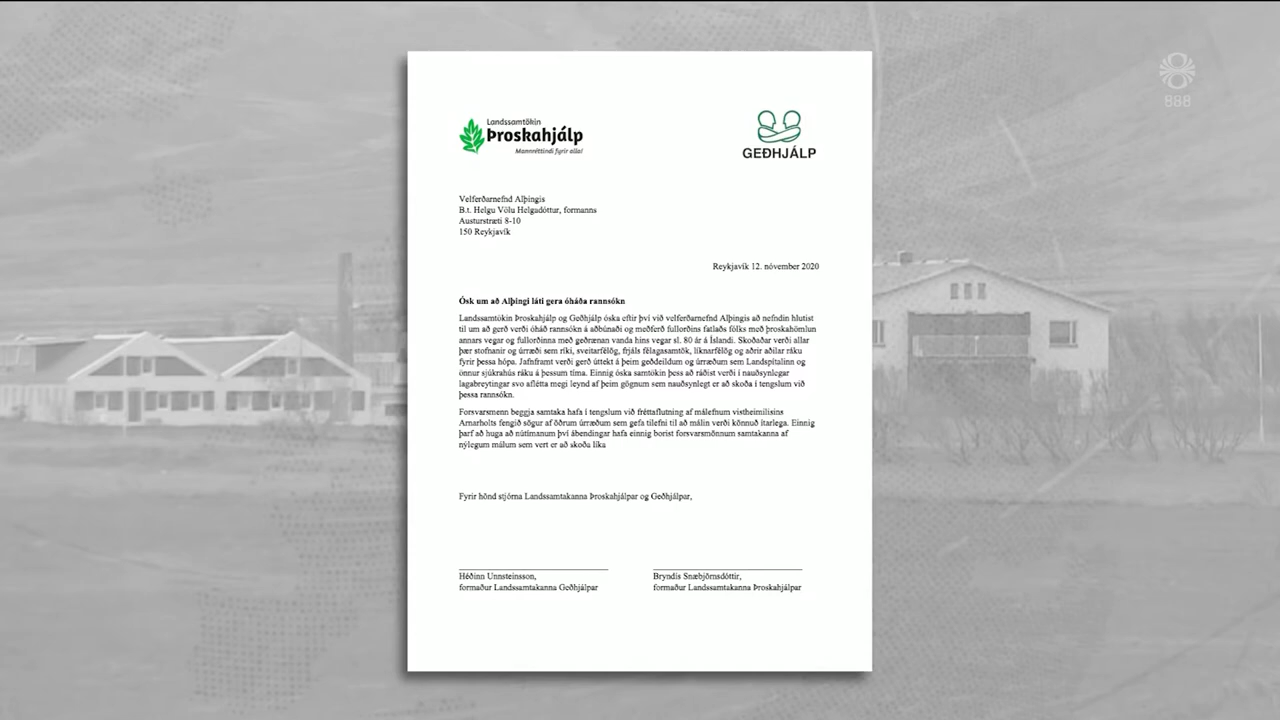 Landssamtökin
Þroskahjálp
Mannréttindi fyrir alla!
GEÐHJÁLP
888
Velferðarnefnd Alþingis
B.t. Helgu Völu Helgadóttur, formanns
Austurstræti 8-10
150 Reykjavík
Reykjavík 12. nóvember 2020
Ósk um að Alþingi láti gera óháða rannsókn
Landssamtökin Þroskahjálp og Geðhjálp óska eftir því við velferðarnefnd Alþingis að nefndin hlutist
til um að gerð verði óháð rannsókn á aðbúnaði og meðferð fullorðins fatlaðs fólks með þroskahömlun
annars vegar og fullorðinna með geðrænan vanda hins vegar sl. 80 ár á Íslandi. Skoðaðar verði allar
þær stofnanir og úrræði sem ríki, sveitarfélög, frjáls félagasamtök, líknarfélög og aðrir aðilar ráku
fyrir þessa hópa. Jafnframt verði gerð úttekt á þeim geðdeildum og úrræðum sem Landspítalinn og
önnur sjúkrahús ráku á þessum tíma. Einnig óska samtökin þess að ráðist verði í nauðsynlegar
lagabreytingar svo aflétta megi leynd af þeim gögnum sem nauðsynlegt er að skoða í tengslum við
þessa rannsókn.
Forsvarsmenn beggja samtaka hafa í tengslum við fréttaflutning af málefnum vistheimilisins
Arnarholts fengið sögur af öðrum úrræðum sem gefa tilefni til að málin verði könnuð ítarlega. Einnig
þarf að huga að nútímanum því ábendingar hafa einnig borist forsvarsmönnum samtakanna af
nýlegum málum sem vert er að skoða líka
Fyrir hönd stjórna Landssamtakanna Þroskahjálpar og Geðhjálpar,
Héðinn Unnsteinsson,
formaður Landssamtakanna Geðhjálpar
Bryndís Snæbjörnsdóttir,
formaður Landssamtakanna Þroskahjálpar